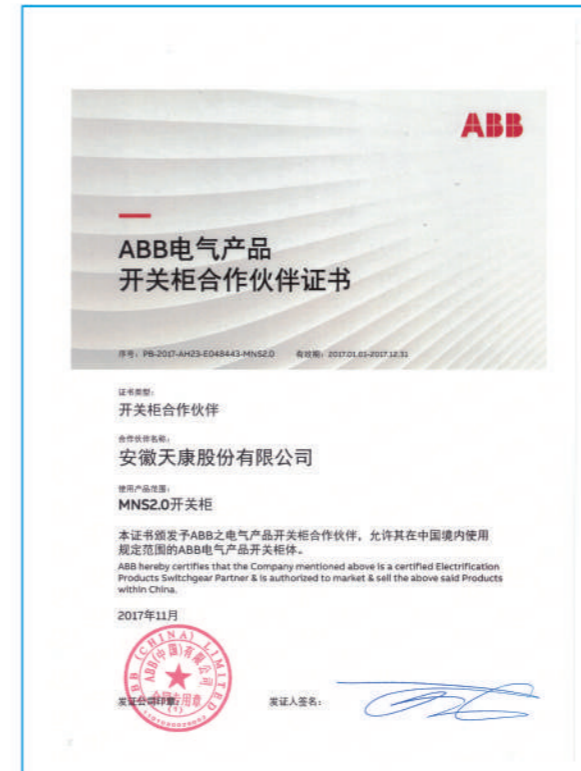 ABB
ABB电气产品
开关柜合作伙伴证书
序号：PB-2017-AH23-E048443-MNS2.0 有效期：2017.01.01-2017.12.31
证书类型：
开关柜合作伙伴
合作伙伴名称：
安徽天康股份有限公司
使用产品范围：
MNS2.0开关柜
本证书颁发予ABB之电气产品开关柜合作伙伴，允许其在中国境内使用
规定范围的ABB电气产品开关柜体。
ABB hereby certifies that the Company mentioned above is a certified Electrification
Products Switchgear Partner & is authorized to market & sell the above said Products
within China.
2017年11月
ABB (CHINA) LIMITED
ABB(中国)有限公司
合同专用章
(1)
发证公司印章： 发证人签名：